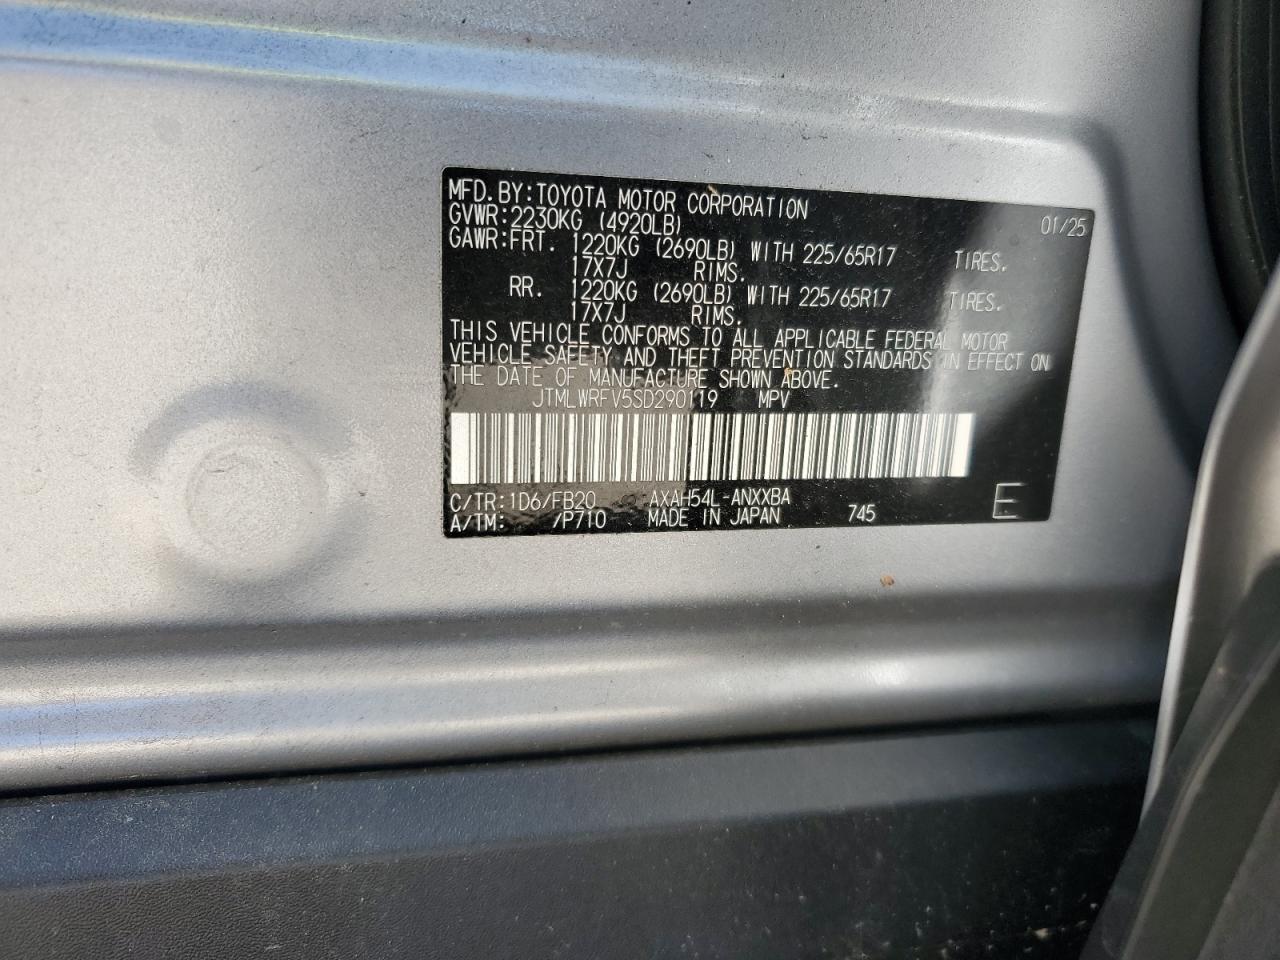 MFD.BY:TOYOTA MOTOR CORPORATION 01/25
GVWR:2230KG (4920LB)
GAWR:FRT. 1220KG (2690LB) WITH 225/65R17 TIRES.
17X7J RIMS.
RR. 1220KG (2690LB) WITH 225/65R17 TIRES.
17X7J RIMS.
THIS VEHICLE CONFORMS TO ALL APPLICABLE FEDERAL MOTOR
VEHICLE SAFETY AND THEFT PREVENTION STANDARDS IN EFFECT ON
THE DATE OF MANUFACTURE SHOWN ABOVE.
JTMLWRFV5SD290119 MPV
C/TR:1D6/FB20 AXAH54L-ANXXBA
A/TM: /P710 MADE IN JAPAN 745 E